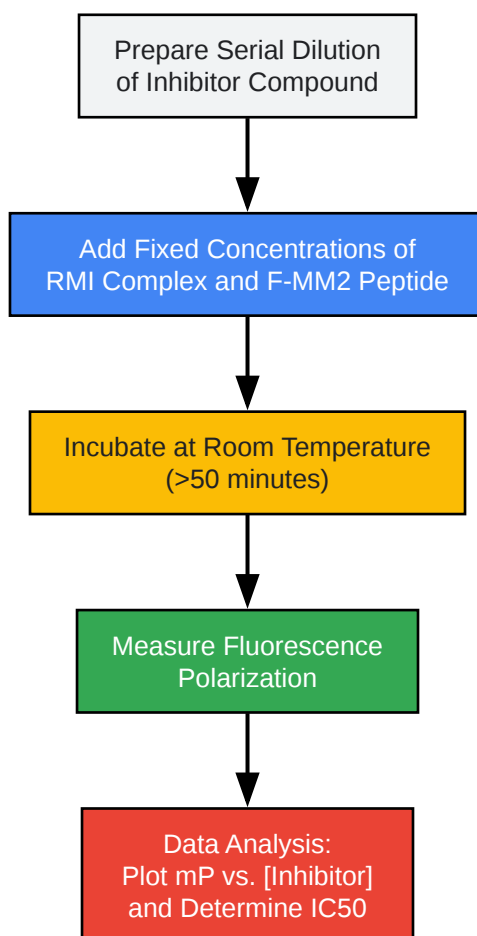 Prepare Serial Dilution
of Inhibitor Compound
Add Fixed Concentrations of
RMI Complex and F-MM2 Peptide
Incubate at Room Temperature
(>50 minutes)
Measure Fluorescence
Polarization
Data Analysis:
Plot mP vs. [Inhibitor]
and Determine IC50